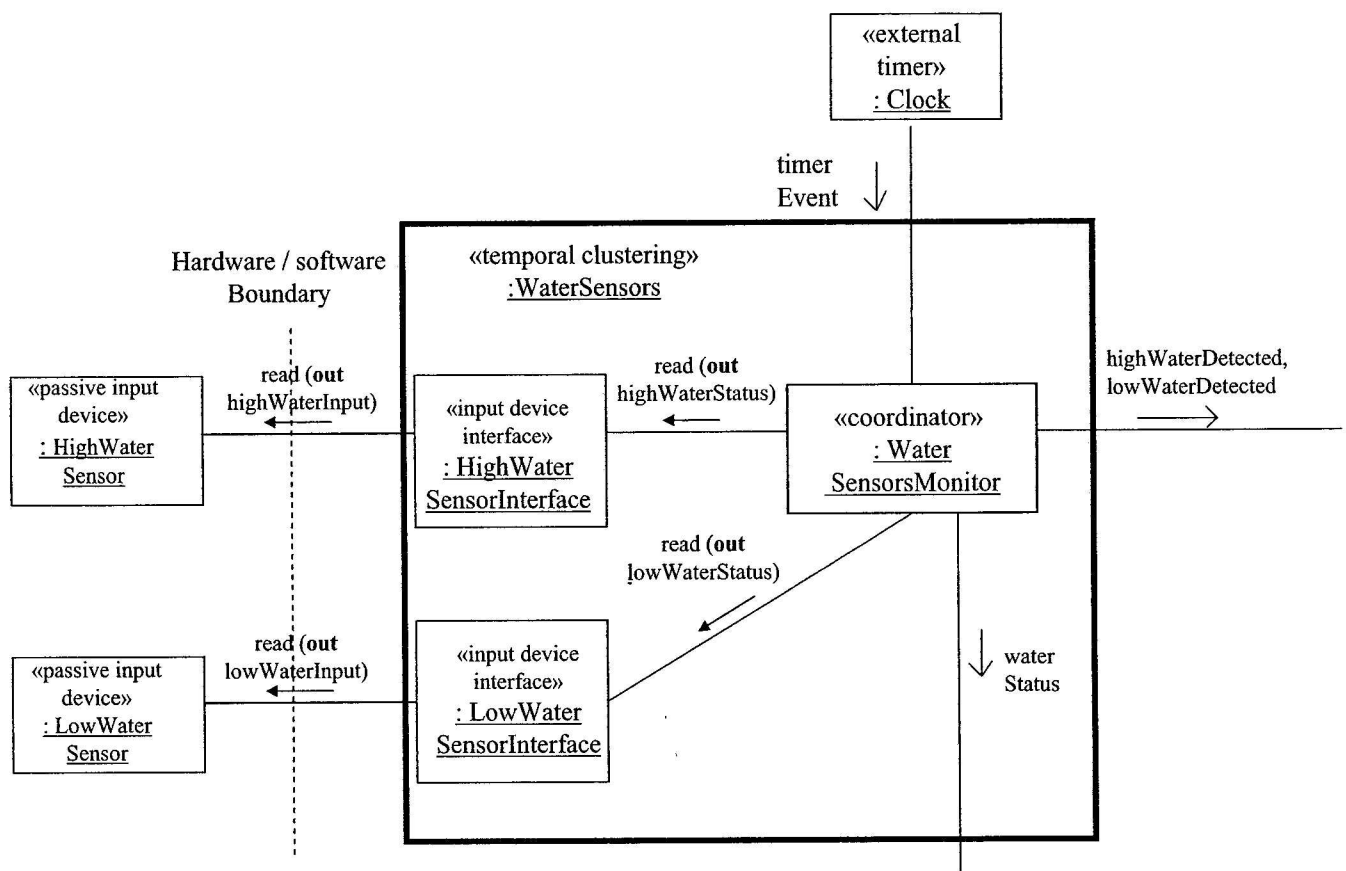 «external
timer»
: Clock
timer
Event
Hardware / software
Boundary
«temporal clustering»
:WaterSensors
«passive input
device»
: HighWater
Sensor
read (out
highWaterInput)
«input device
interface»
: HighWater
SensorInterface
read (out
highWaterStatus)
«coordinator»
: Water
SensorsMonitor
highWaterDetected,
lowWaterDetected
read (out
lowWaterStatus)
«passive input
device»
: LowWater
Sensor
read (out
lowWaterInput)
«input device
interface»
: LowWater
SensorInterface
water
Status